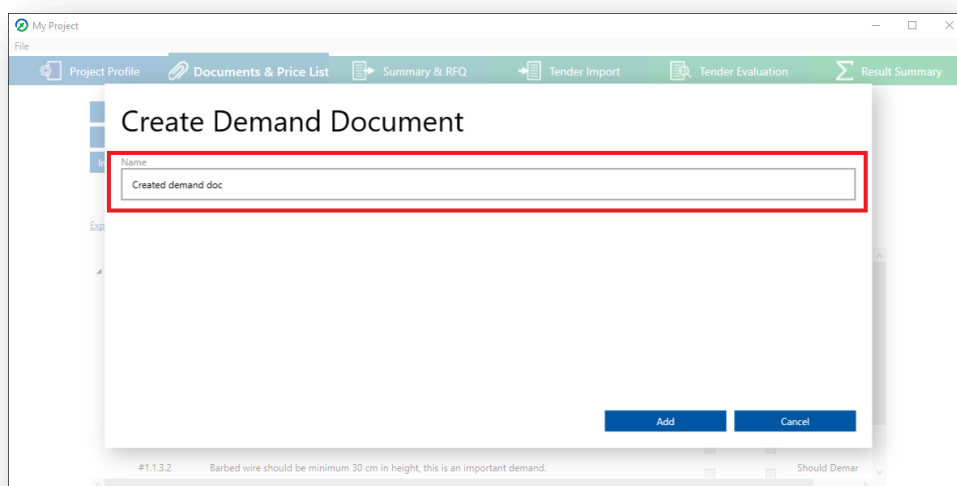 My Project
File
Project Profile
Documents & Price List
Summary & RFQ
Tender Import
Tender Evaluation
Result Summary
Create Demand Document
Name
Created demand doc
Exp
Add
Cancel
#1.1.3.2 Barbed wire should be minimum 30 cm in height, this is an important demand. Should Demar